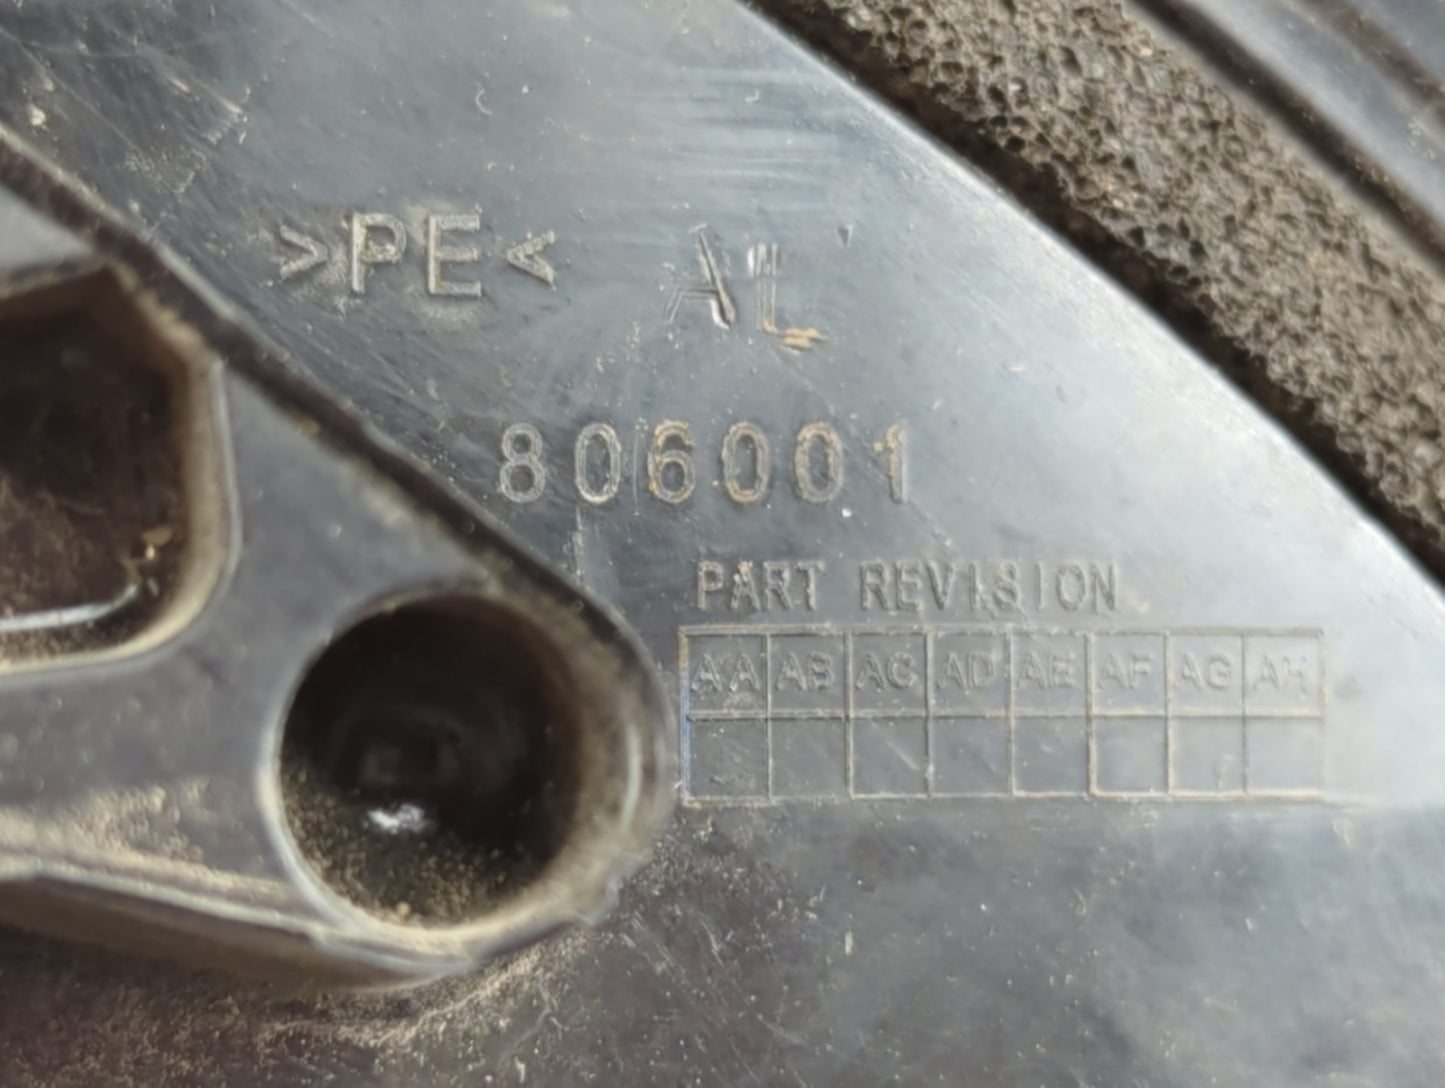 >PE< AL
806001
PART REVISION
AA AB AC AD AE AF AG AH